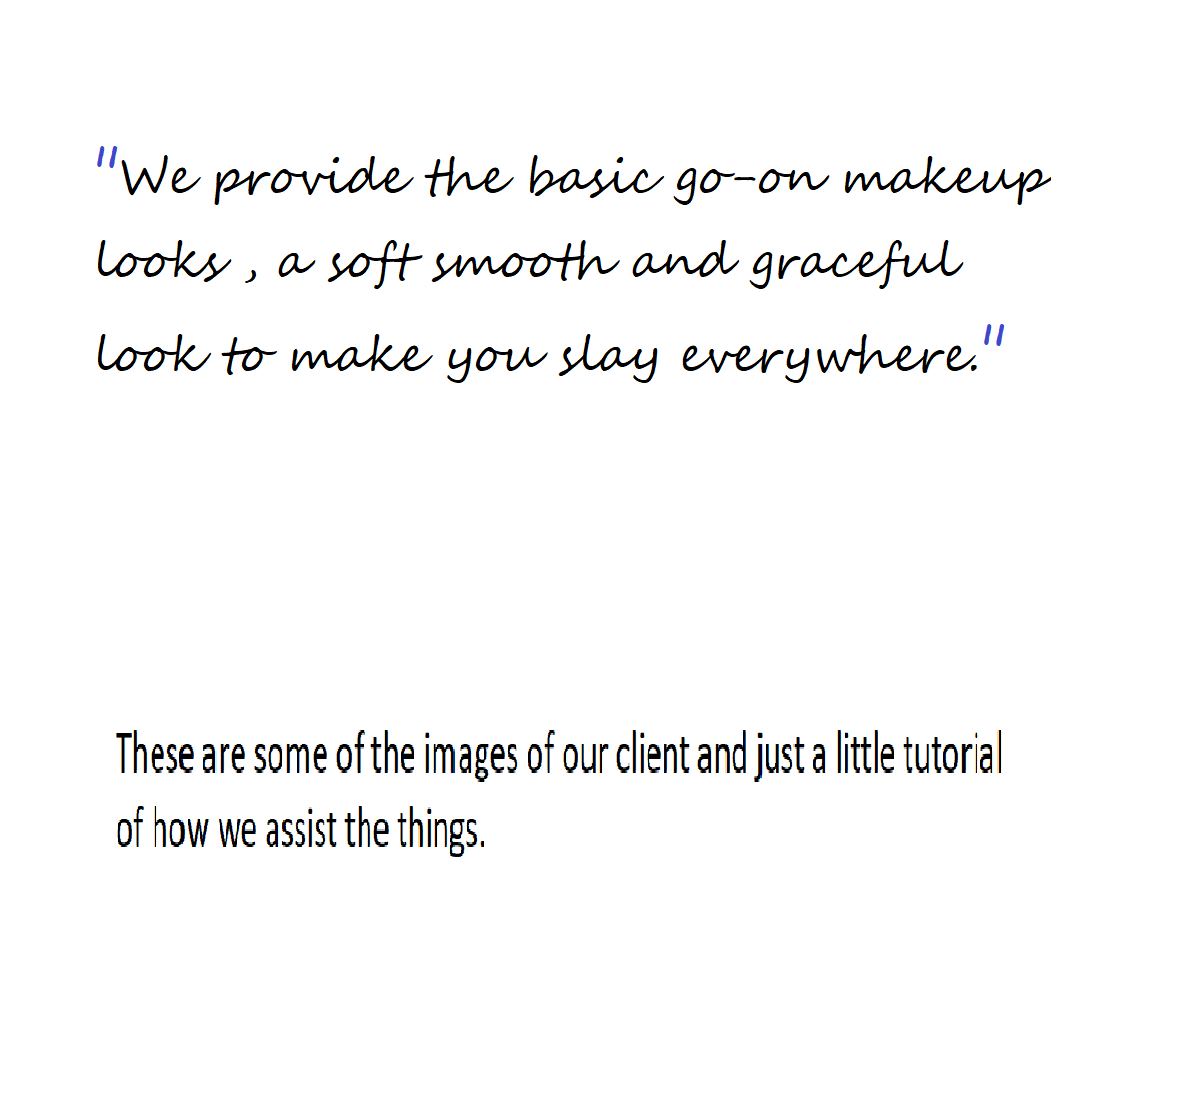 "We provide the basic go-on makeup
looks , a soft smooth and graceful
look to make you slay everywhere."
These are some of the images of our client and just a little tutorial
of how we assist the things.